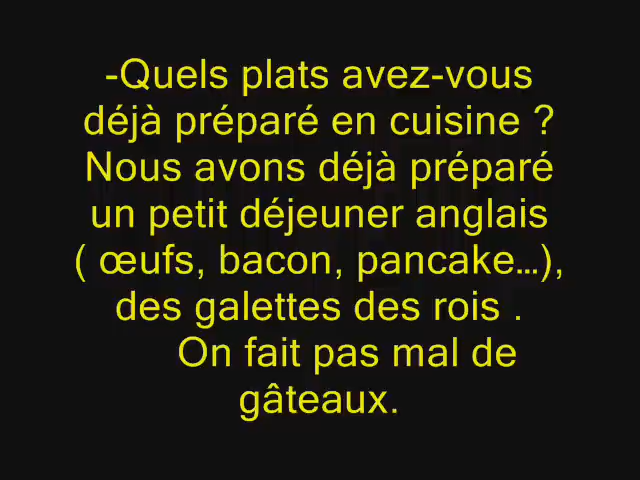 -Quels plats avez-vous
déjà préparé en cuisine ?
Nous avons déjà préparé
un petit déjeuner anglais
( œufs, bacon, pancake…),
des galettes des rois .
On fait pas mal de
gâteaux.